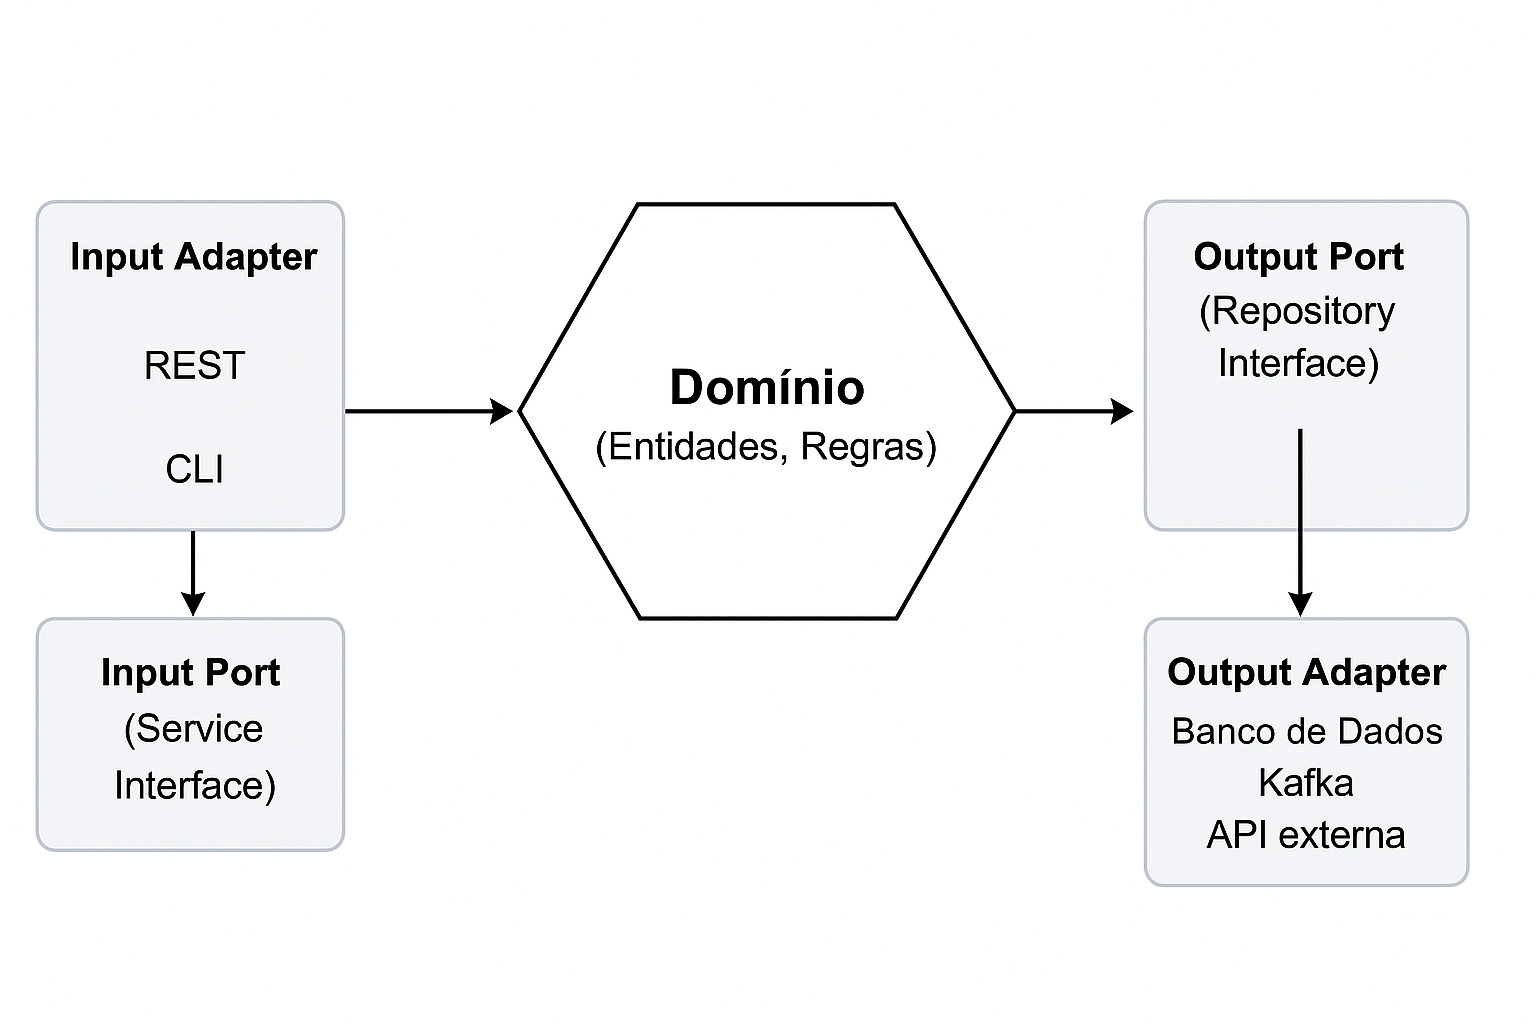 Input Adapter
REST
CLI
Input Port
(Service
Interface)
Domínio
(Entidades, Regras)
Output Port
(Repository
Interface)
Output Adapter
Banco de Dados
Kafka
API externa